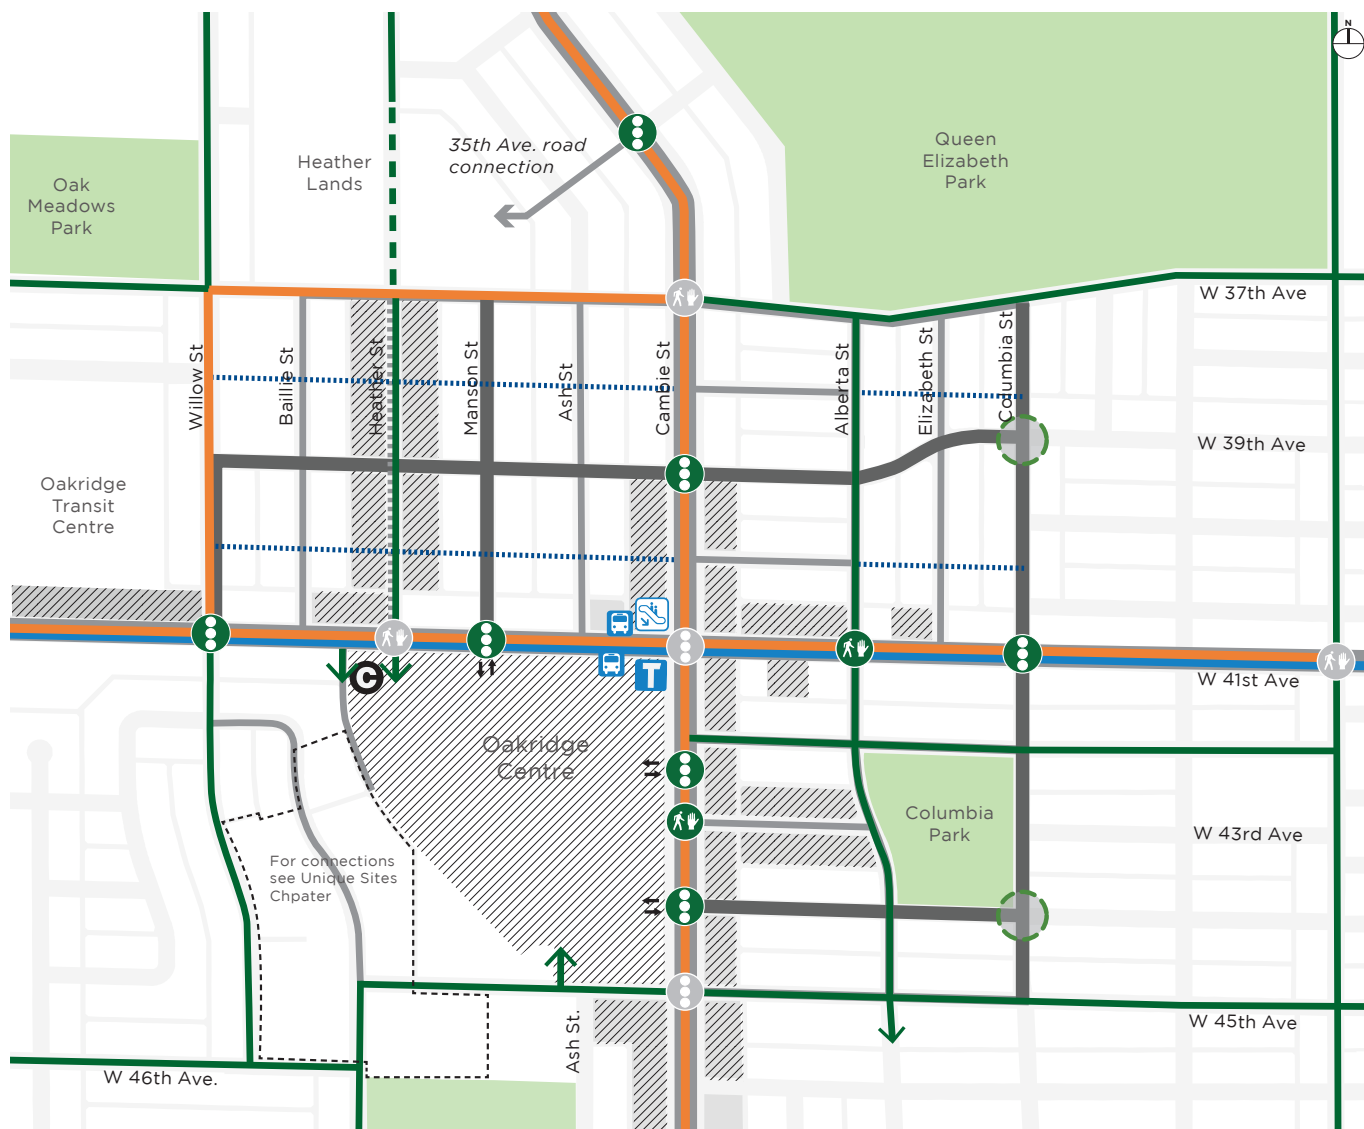 N
35th Ave. road
connection
Heather
Lands
Queen
Elizabeth
Park
Oak
Meadows
Park
W 37th Ave
Willow St
Baillie St
Heather St
Manson St
Ash St
Cambie St
Alberta St
Elizabeth St
Columbia St
W 39th Ave
Oakridge
Transit
Centre
T
C
W 41st Ave
Oakridge
Centre
Columbia
Park
W 43rd Ave
For connections
see Unique Sites
Chpater
Ash St.
W 45th Ave
W 46th Ave.